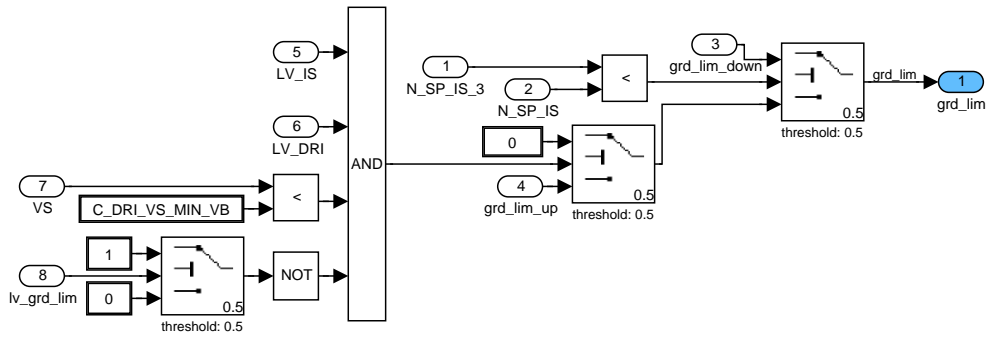 5
LV_IS
6
LV_DRI
7
VS
C_DRI_VS_MIN_VB
<
8
lv_grd_lim
1
0
0.5
threshold: 0.5
NOT
AND
1
N_SP_IS_3
2
N_SP_IS
<
0
4
grd_lim_up
0.5
threshold: 0.5
3
grd_lim_down
0.5
threshold: 0.5
grd_lim
1
grd_lim